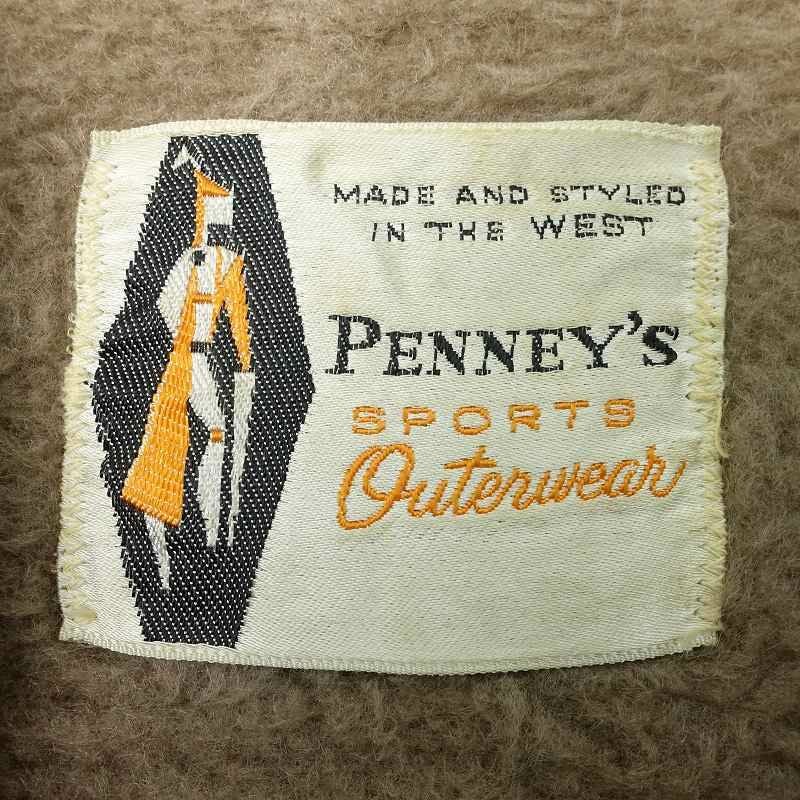 MADE AND STYLED
IN THE WEST
PENNEY'S
SPORTS
Outerwear